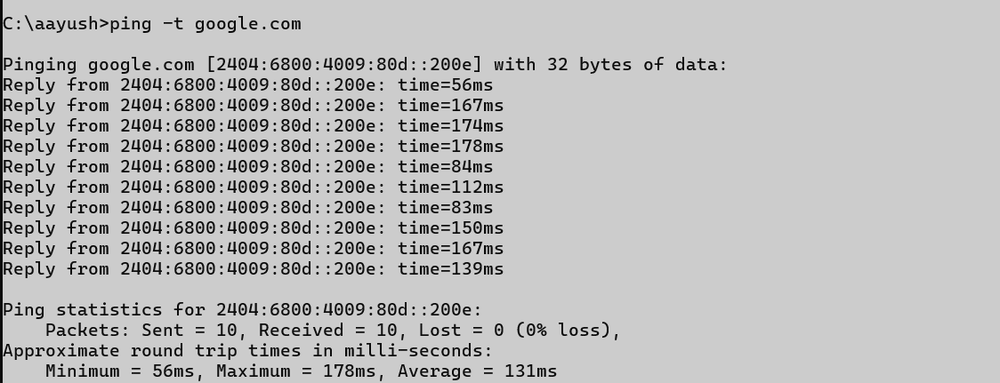 C:\aayush>ping -t google.com
Pinging google.com [2404:6800:4009:80d::200e] with 32 bytes of data:
Reply from 2404:6800:4009:80d::200e: time=56ms
Reply from 2404:6800:4009:80d::200e: time=167ms
Reply from 2404:6800:4009:80d::200e: time=174ms
Reply from 2404:6800:4009:80d::200e: time=178ms
Reply from 2404:6800:4009:80d::200e: time=84ms
Reply from 2404:6800:4009:80d::200e: time=112ms
Reply from 2404:6800:4009:80d::200e: time=83ms
Reply from 2404:6800:4009:80d::200e: time=150ms
Reply from 2404:6800:4009:80d::200e: time=167ms
Reply from 2404:6800:4009:80d::200e: time=139ms
Ping statistics for 2404:6800:4009:80d::200e:
    Packets: Sent = 10, Received = 10, Lost = 0 (0% loss),
Approximate round trip times in milli-seconds:
    Minimum = 56ms, Maximum = 178ms, Average = 131ms